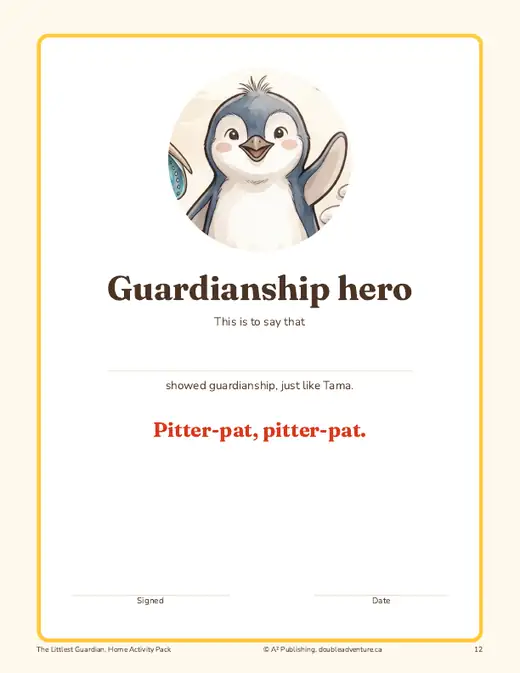 Guardianship hero
This is to say that
showed guardianship, just like Tama.
Pitter-pat, pitter-pat.
Signed
Date
The Littlest Guardian. Home Activity Pack
© A² Publishing. doubleadventure.ca
12